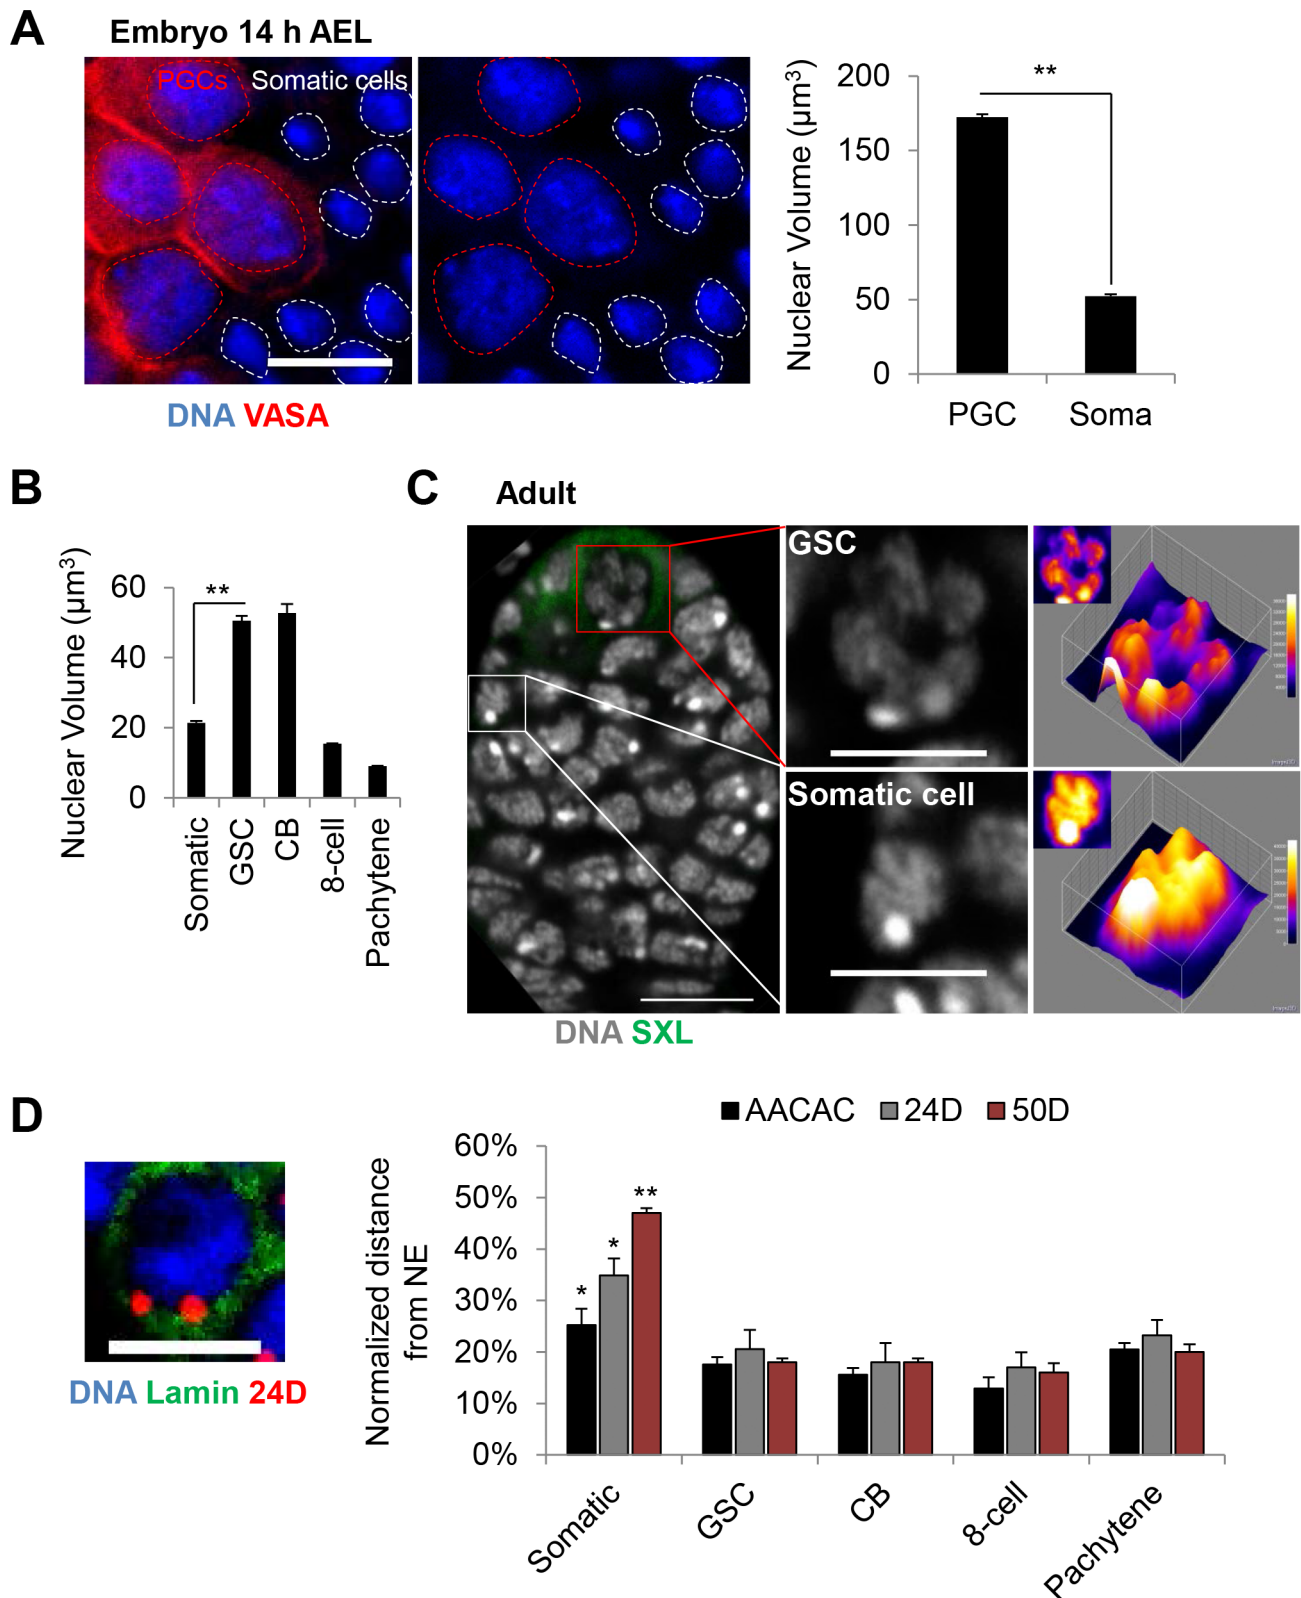 A
Embryo 14 h AEL
PGCs Somatic cells
DNA VASA
Nuclear Volume (µm³)
200
150
100
50
0
**
PGC Soma
B
Nuclear Volume (µm³)
60
40
20
0
**
Somatic
GSC
CB
8-cell
Pachytene
C
Adult
GSC
Somatic cell
DNA SXL
D
DNA Lamin 24D
AACAC 24D 50D
Normalized distance
from NE
60%
50%
40%
30%
20%
10%
0%
* * **
Somatic
GSC
CB
8-cell
Pachytene